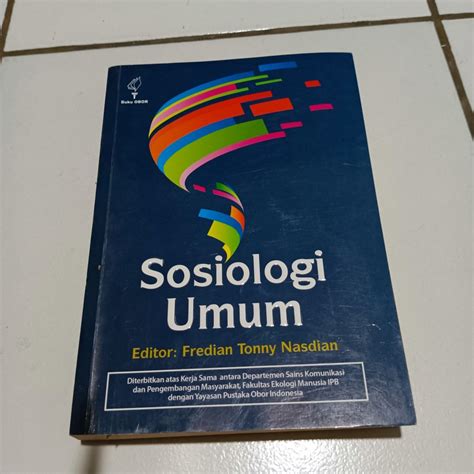 Buku OBOR
Sosiologi
Umum
Editor: Fredian Tonny Nasdian
Diterbitkan atas Kerja Sama antara Departemen Sains Komunikasi
dan Pengembangan Masyarakat, Fakultas Ekologi Manusia IPB
dengan Yayasan Pustaka Obor Indonesia